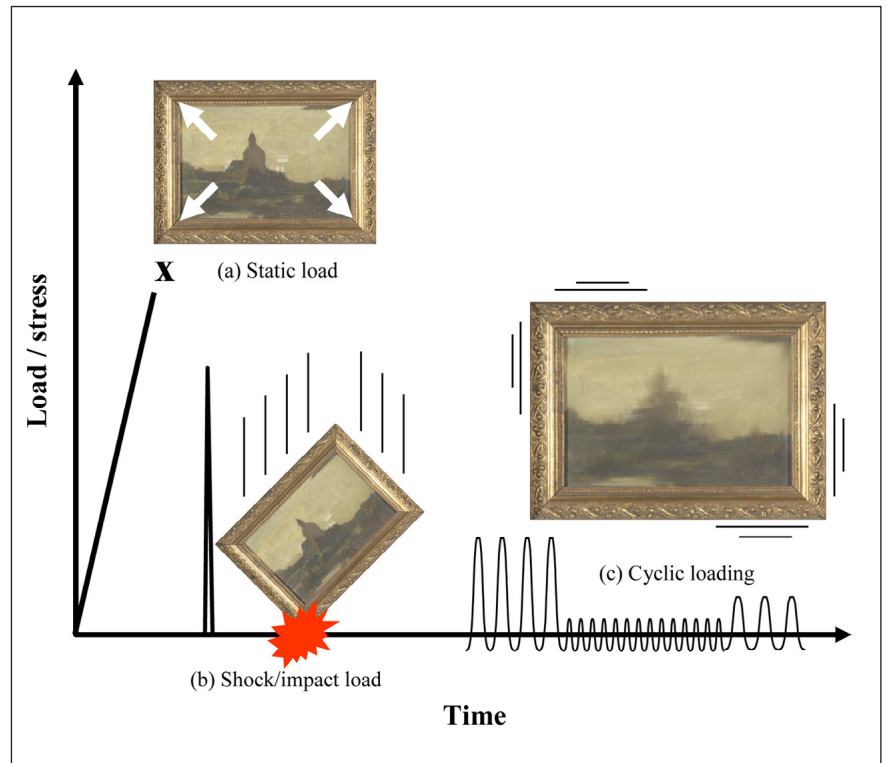 Load / stress
(a) Static load
X
(b) Shock/impact load
(c) Cyclic loading
Time